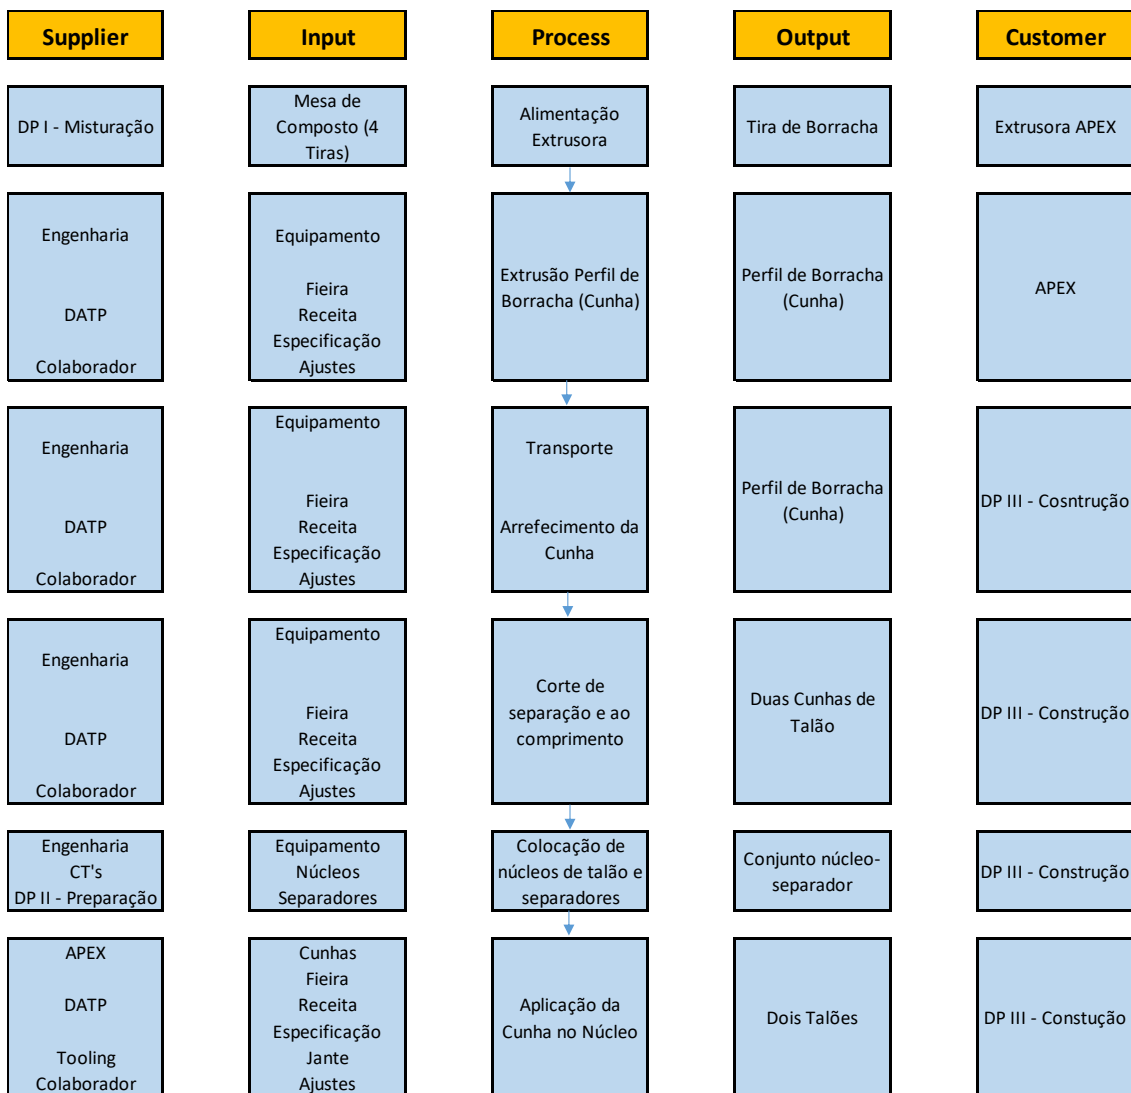 Supplier
Input
Process
Output
Customer
DP I - Misturação
Mesa de
Composto (4
Tiras)
Alimentação
Extrusora
Tira de Borracha
Extrusora APEX
Engenharia
DATP
Colaborador
Equipamento
Fieira
Receita
Especificação
Ajustes
Extrusão Perfil de
Borracha (Cunha)
Perfil de Borracha
(Cunha)
APEX
Engenharia
DATP
Colaborador
Equipamento
Fieira
Receita
Especificação
Ajustes
Transporte
Arrefecimento da
Cunha
Perfil de Borracha
(Cunha)
DP III - Cosntrução
Engenharia
DATP
Colaborador
Equipamento
Fieira
Receita
Especificação
Ajustes
Corte de
separação e ao
comprimento
Duas Cunhas de
Talão
DP III - Construção
Engenharia
CT's
DP II - Preparação
Equipamento
Núcleos
Separadores
Colocação de
núcleos de talão e
separadores
Conjunto núcleo-
separador
DP III - Construção
APEX
DATP
Tooling
Colaborador
Cunhas
Fieira
Receita
Especificação
Jante
Ajustes
Aplicação da
Cunha no Núcleo
Dois Talões
DP III - Constução